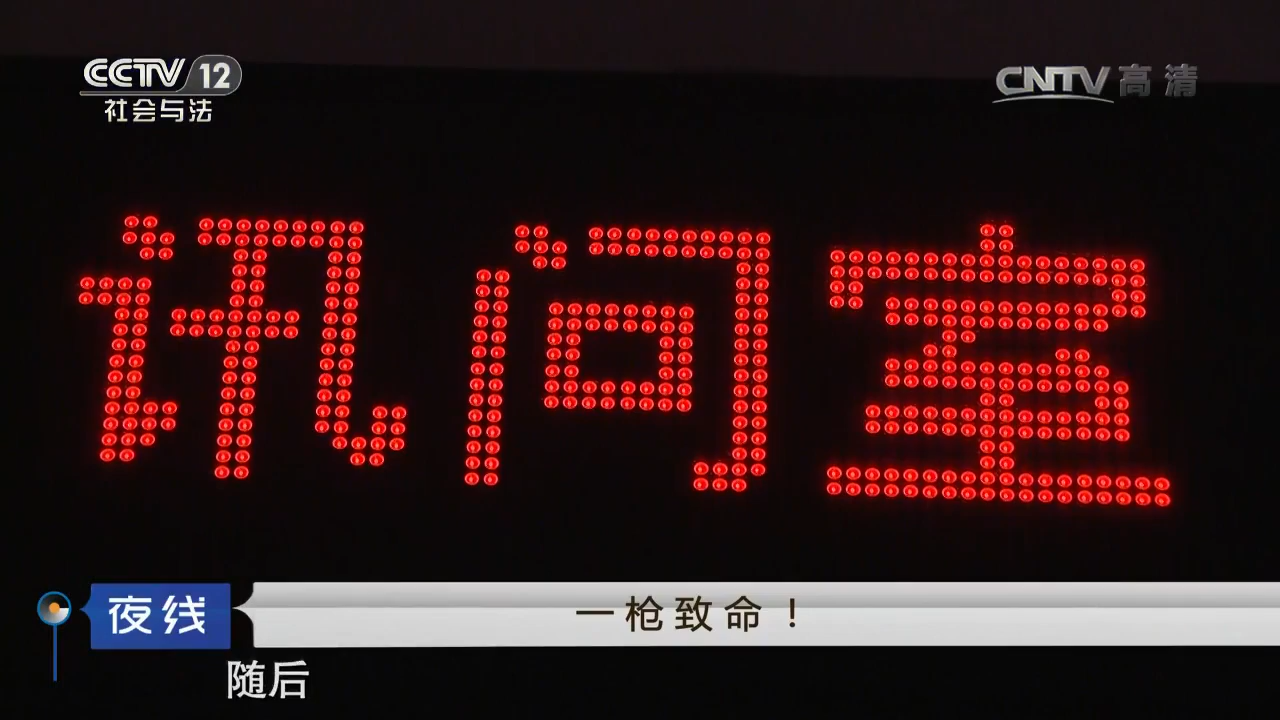 CCTV 12
社会与法
CNTV 高清
讯问室
夜线
一枪致命！
随后